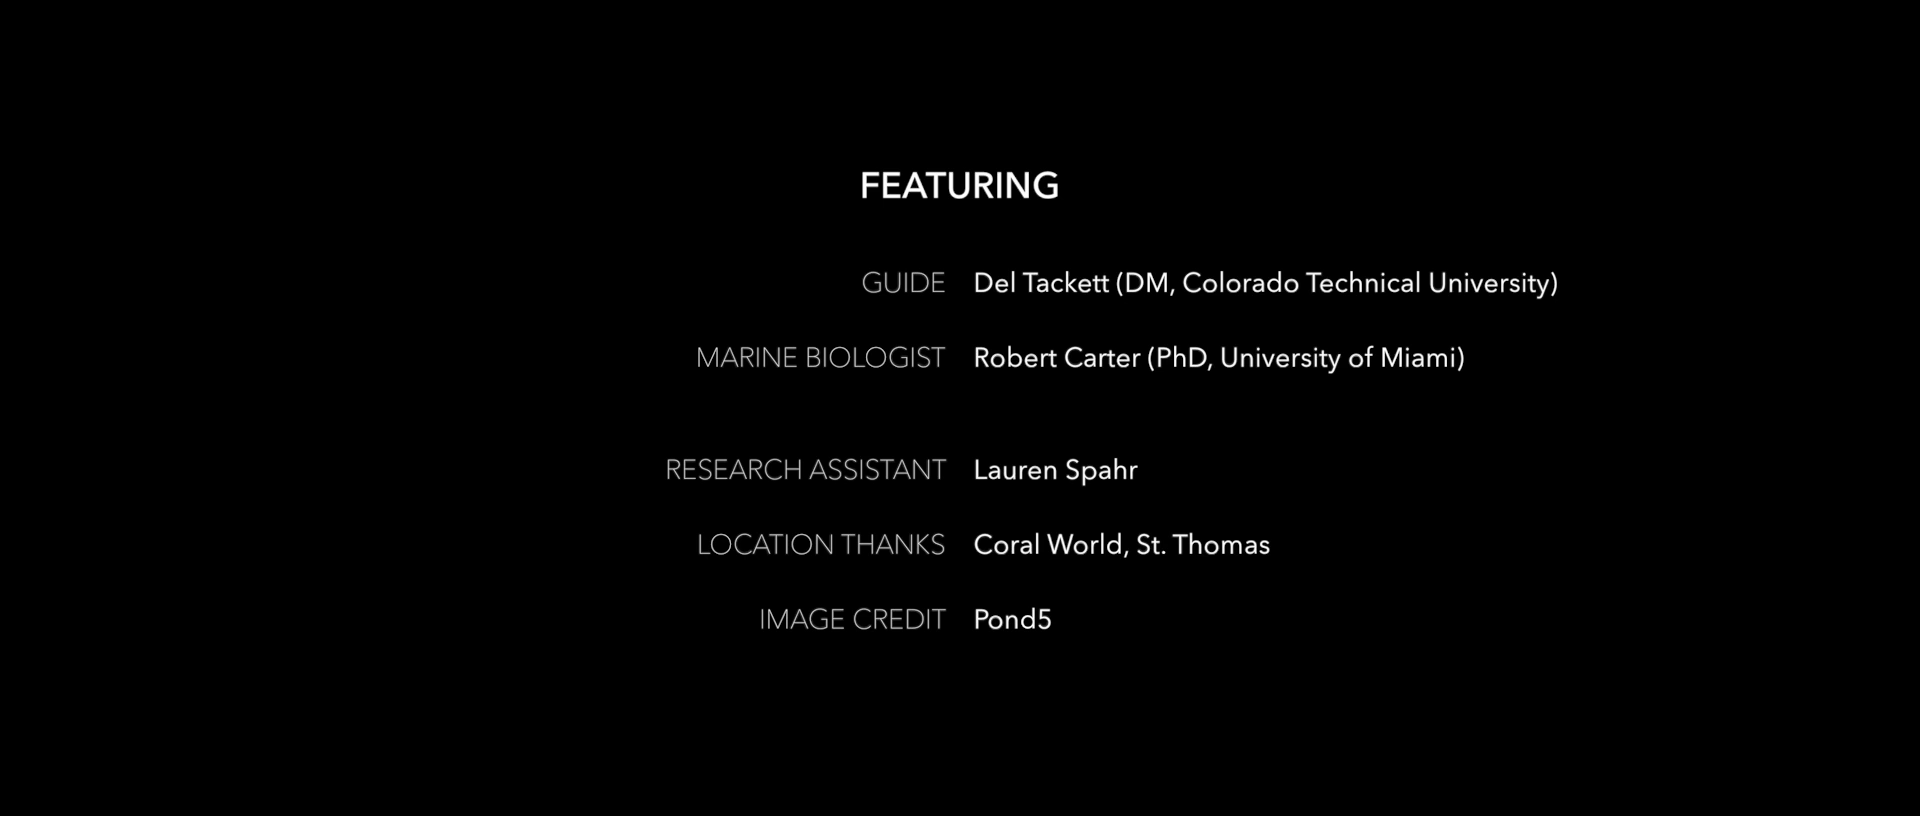 FEATURING
GUIDE Del Tackett (DM, Colorado Technical University)
MARINE BIOLOGIST Robert Carter (PhD, University of Miami)
RESEARCH ASSISTANT Lauren Spahr
LOCATION THANKS Coral World, St. Thomas
IMAGE CREDIT Pond5